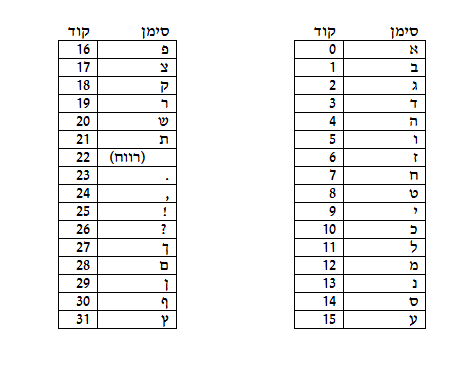 סימן קוד
א 0
ב 1
ג 2
ד 3
ה 4
ו 5
ז 6
ח 7
ט 8
י 9
כ 10
ל 11
מ 12
נ 13
ס 14
ע 15
סימן קוד
פ 16
צ 17
ק 18
ר 19
ש 20
ת 21
(רווח) 22
. 23
, 24
! 25
? 26
ך 27
ם 28
ן 29
ף 30
ץ 31